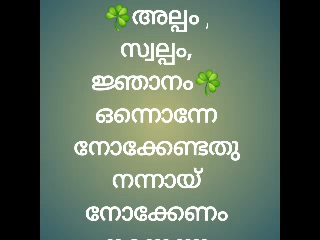 ☘️അല്പം ,
സ്വല്പം,
ജ്ഞാനം☘️
ഒന്നൊന്നേ
നോക്കേണ്ടതു
നന്നായ്
നോക്കേണം